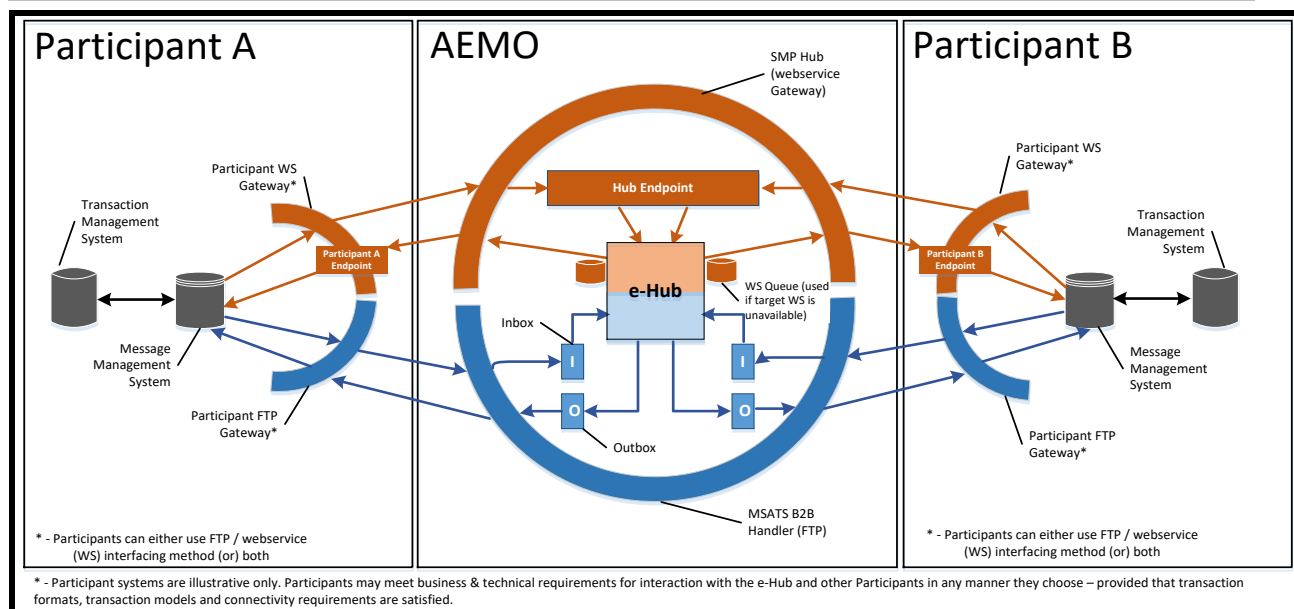 Participant A
AEMO
Participant B
SMP Hub
(webservice
Gateway)
Participant WS
Gateway*
Participant WS
Gateway*
Hub Endpoint
Transaction
Management
System
Transaction
Management
System
Participant A
Endpoint
Participant B
Endpoint
e-Hub
WS Queue (used
if target WS is
unavailable)
Inbox
I
I
Message
Management
System
Message
Management
System
O
O
Participant FTP
Gateway*
Outbox
Participant FTP
Gateway*
MSATS B2B
Handler (FTP)
* - Participants can either use FTP / webservice
(WS) interfacing method (or) both
* - Participants can either use FTP / webservice
(WS) interfacing method (or) both
* - Participant systems are illustrative only. Participants may meet business & technical requirements for interaction with the e-Hub and other Participants in any manner they choose – provided that transaction
formats, transaction models and connectivity requirements are satisfied.